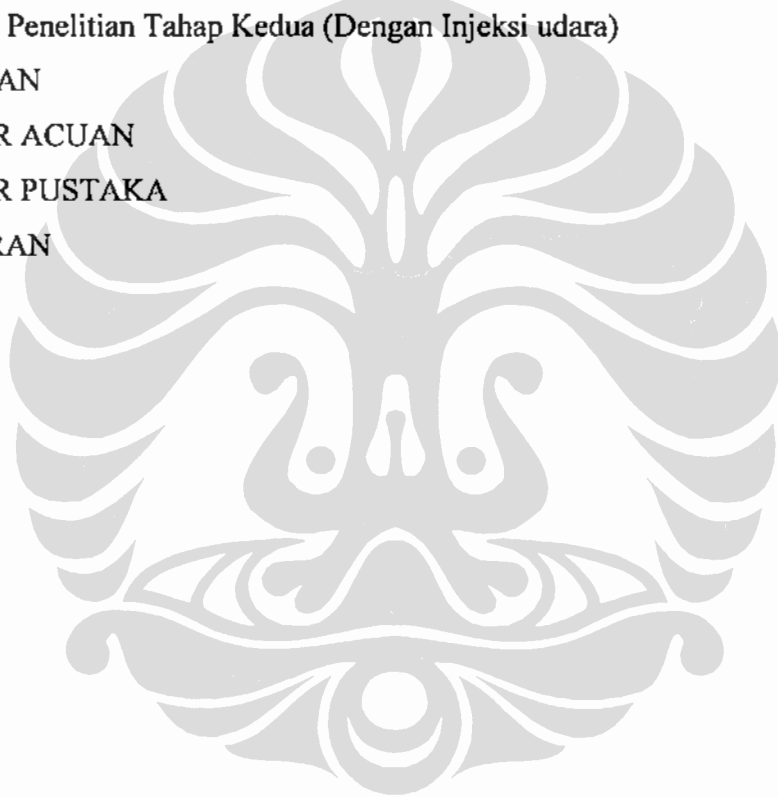 Penelitian Tahap Kedua (Dengan Injeksi udara)
AN
R ACUAN
R PUSTAKA
RAN